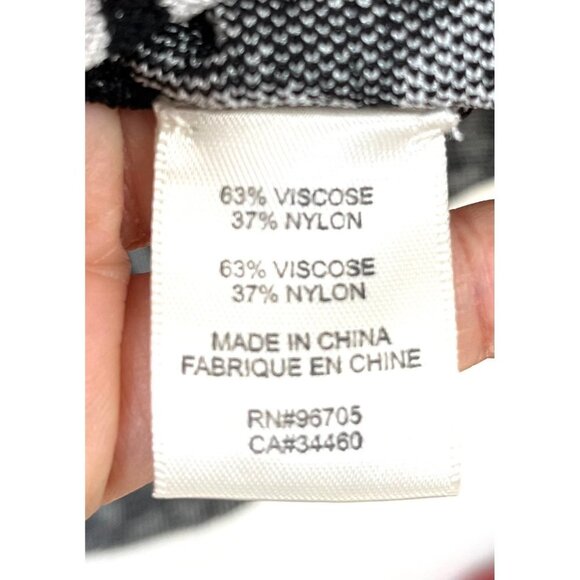 63% VISCOSE
37% NYLON
63% VISCOSE
37% NYLON
MADE IN CHINA
FABRIQUE EN CHINE
RN#96705
CA#34460